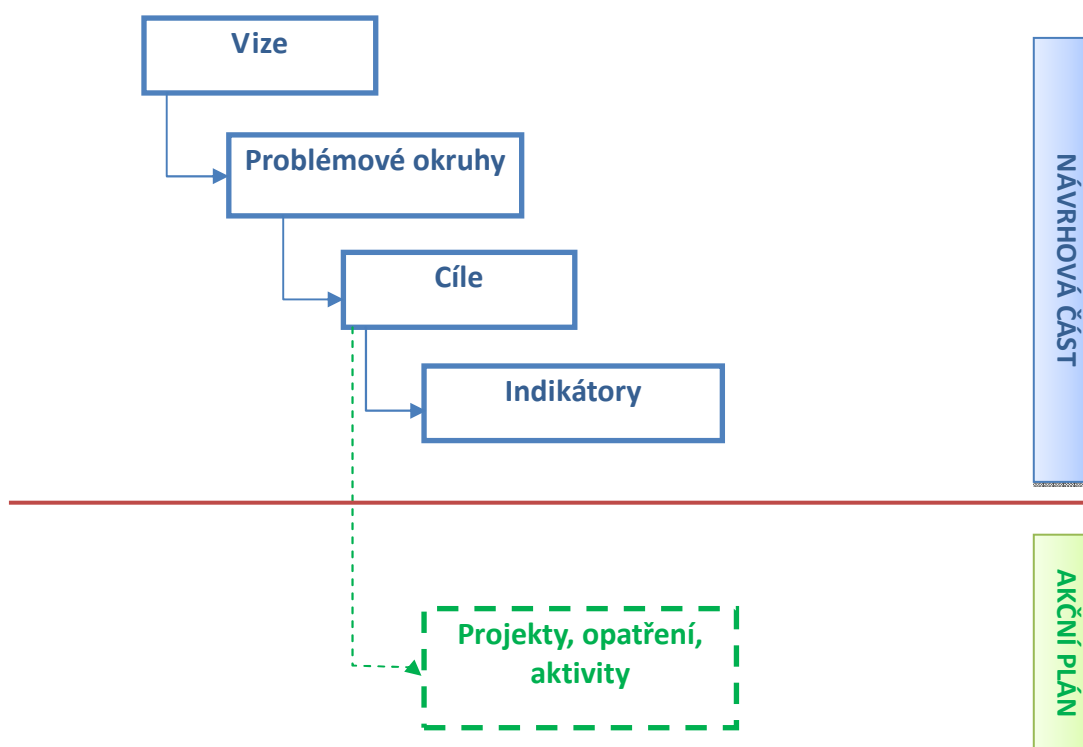 Vize
Problémové okruhy
Cíle
Indikátory
NÁVRHOVÁ ČÁST
Projekty, opatření,
aktivity
AKČNÍ PLÁN